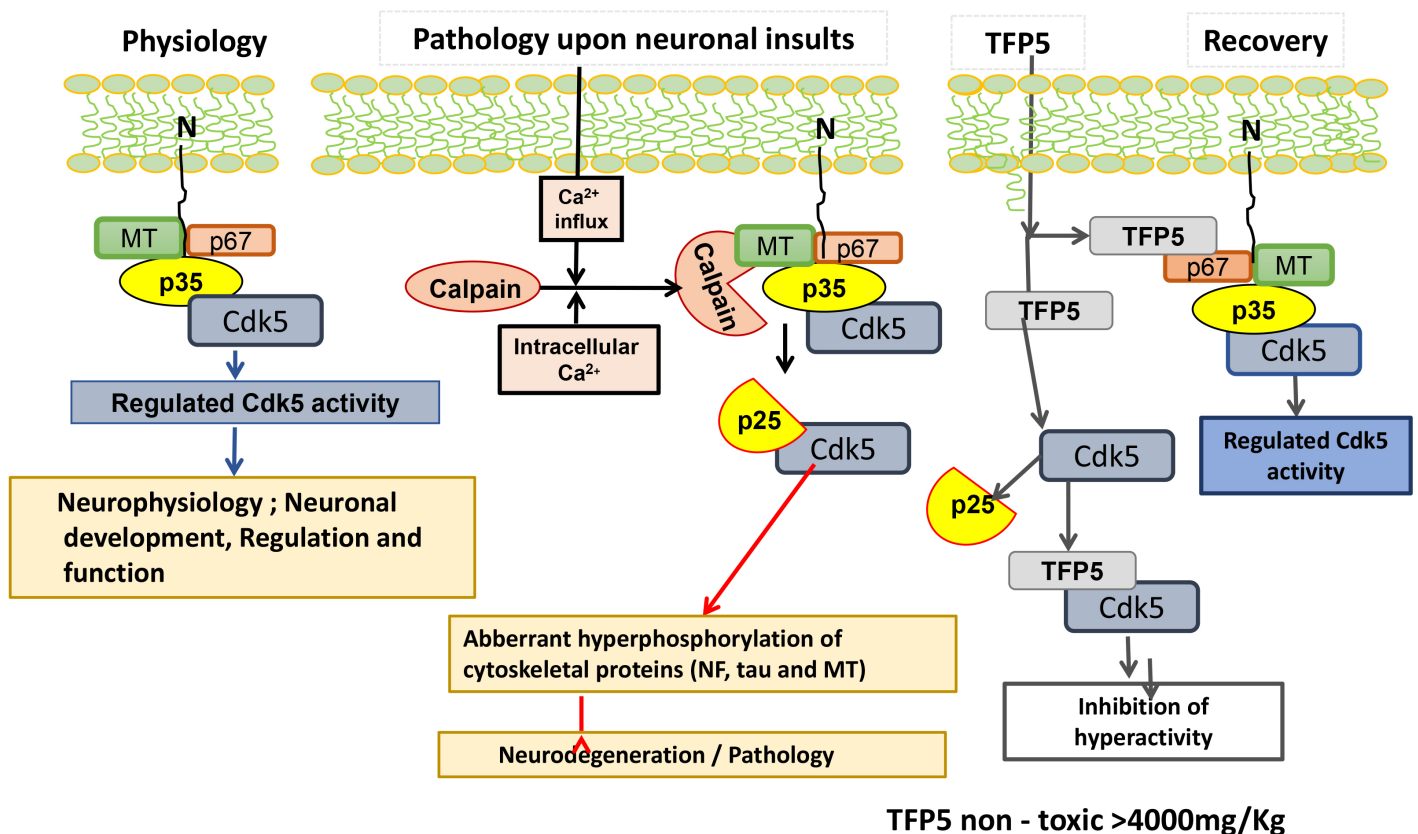 Physiology
N
MT
p67
p35
Cdk5
Regulated Cdk5 activity
Neurophysiology ; Neuronal
development, Regulation and
function
Pathology upon neuronal insults
N
Ca²⁺
influx
Calpain
Intracellular
Ca²⁺
Calpain
MT
p67
p35
Cdk5
p25
Cdk5
Abberrant hyperphosphorylation of
cytoskeletal proteins (NF, tau and MT)
Neurodegeneration / Pathology
TFP5
Recovery
N
TFP5
p67
MT
TFP5
p35
Cdk5
Regulated Cdk5
activity
Cdk5
p25
TFP5
Cdk5
Inhibition of
hyperactivity
TFP5 non - toxic >4000mg/Kg